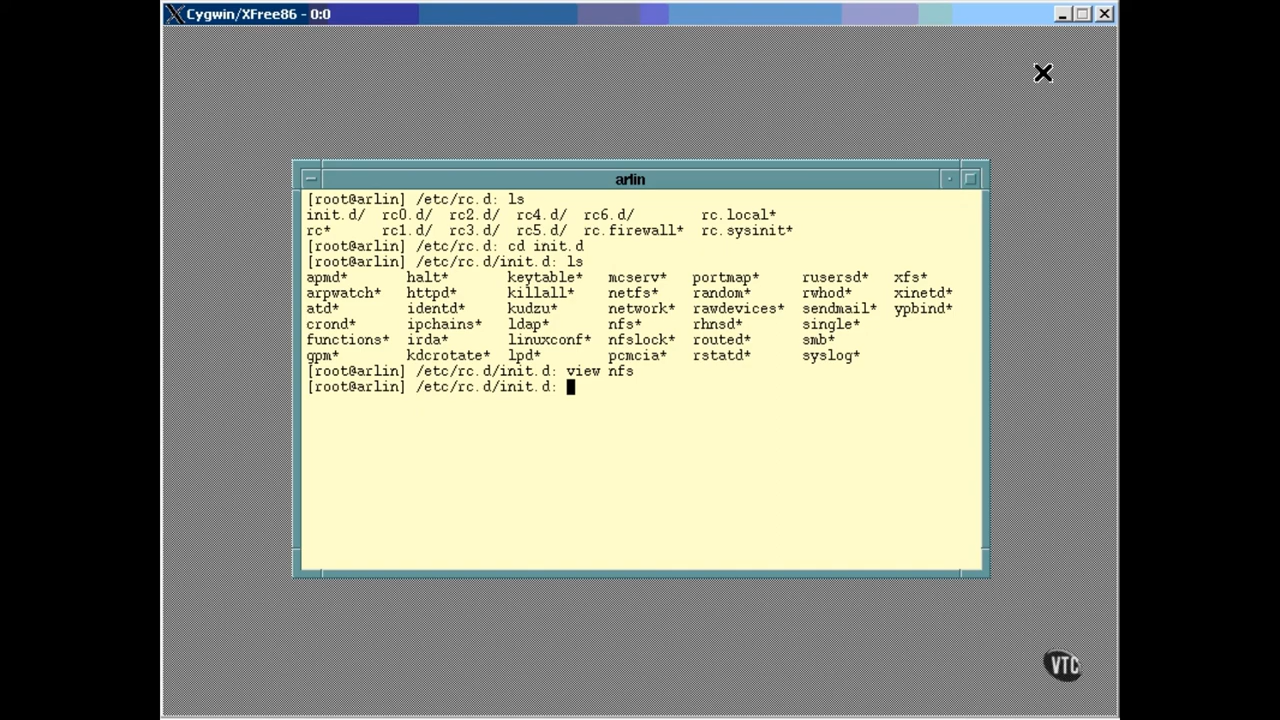 Cygwin/XFree86 - 0:0
arlin
[root@arlin] /etc/rc.d: ls
init.d/ rc0.d/ rc2.d/ rc4.d/ rc6.d/ rc.local*
rc* rc1.d/ rc3.d/ rc5.d/ rc.firewall* rc.sysinit*
[root@arlin] /etc/rc.d: cd init.d
[root@arlin] /etc/rc.d/init.d: ls
apmd* halt* keytable* mcserv* portmap* rusersd* xfs*
arpwatch* httpd* killall* netfs* random* rwhod* xinetd*
atd* identd* kudzu* network* rawdevices* sendmail* ypbind*
crond* ipchains* ldap* nfs* rhnsd* single*
functions* irda* linuxconf* nfslock* routed* smb*
gpm* kdcrotate* lpd* pcmcia* rstatd* syslog*
[root@arlin] /etc/rc.d/init.d: view nfs
[root@arlin] /etc/rc.d/init.d:
VTC